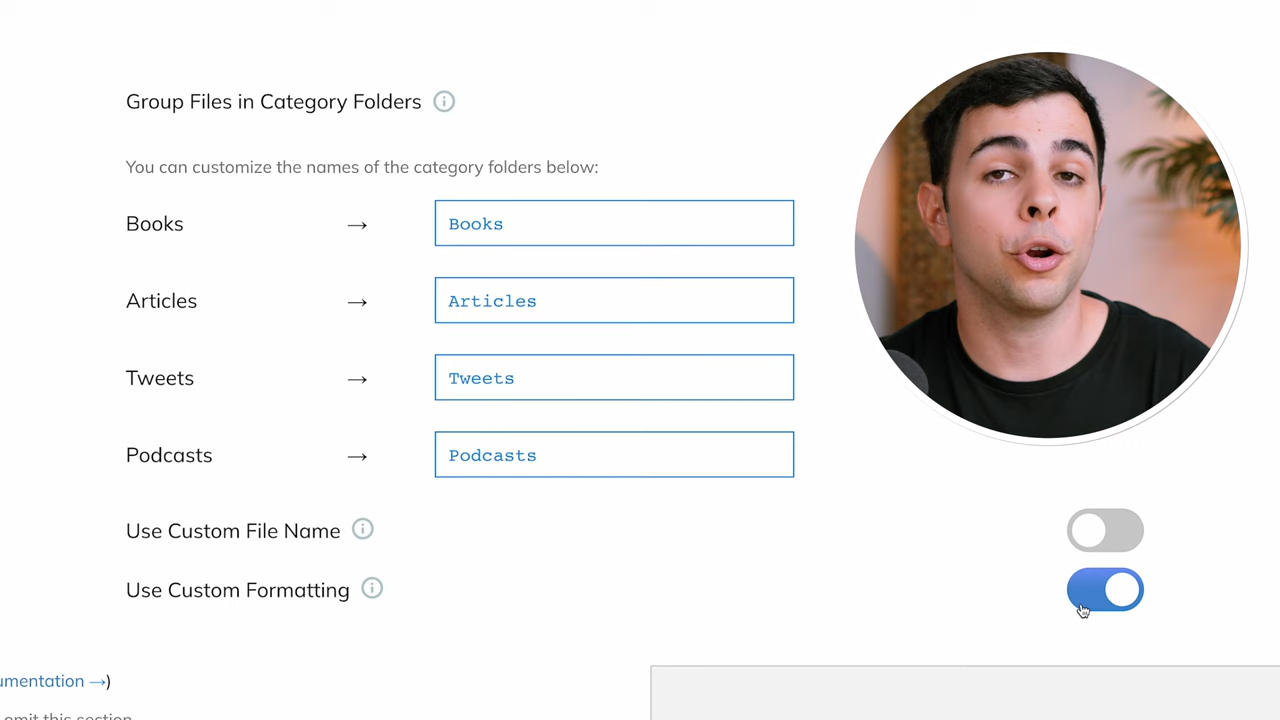 Group Files in Category Folders
You can customize the names of the category folders below:
Books → Books
Articles → Articles
Tweets → Tweets
Podcasts → Podcasts
Use Custom File Name
Use Custom Formatting
umentation →)
omit this section